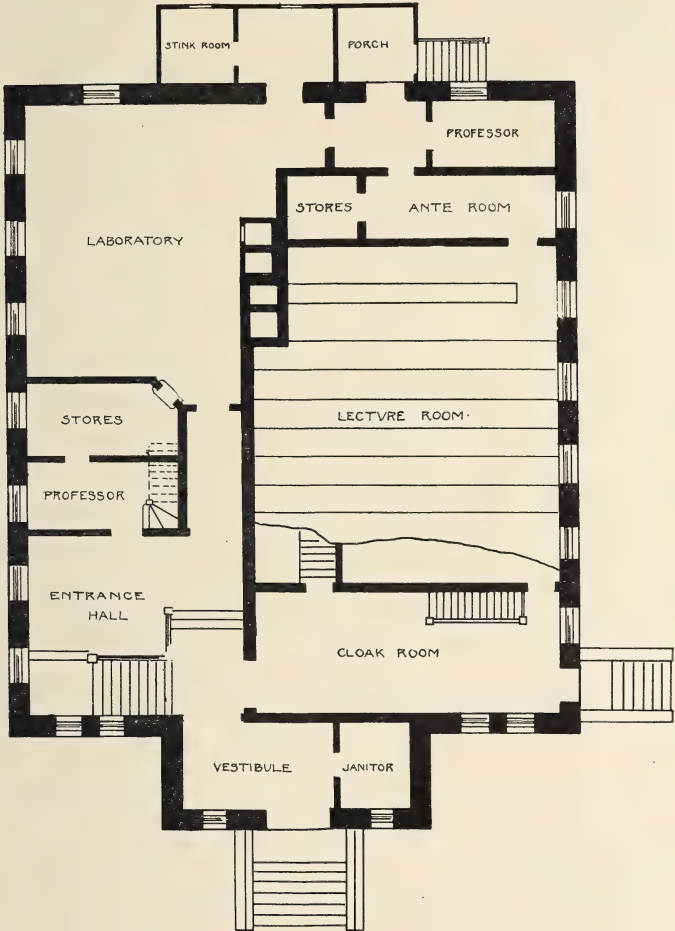 STINK ROOM
PORCH
PROFESSOR
STORES
ANTE ROOM
LABORATORY
STORES
LECTVRE ROOM.
PROFESSOR
ENTRANCE
HALL
CLOAK ROOM
VESTIBULE
JANITOR